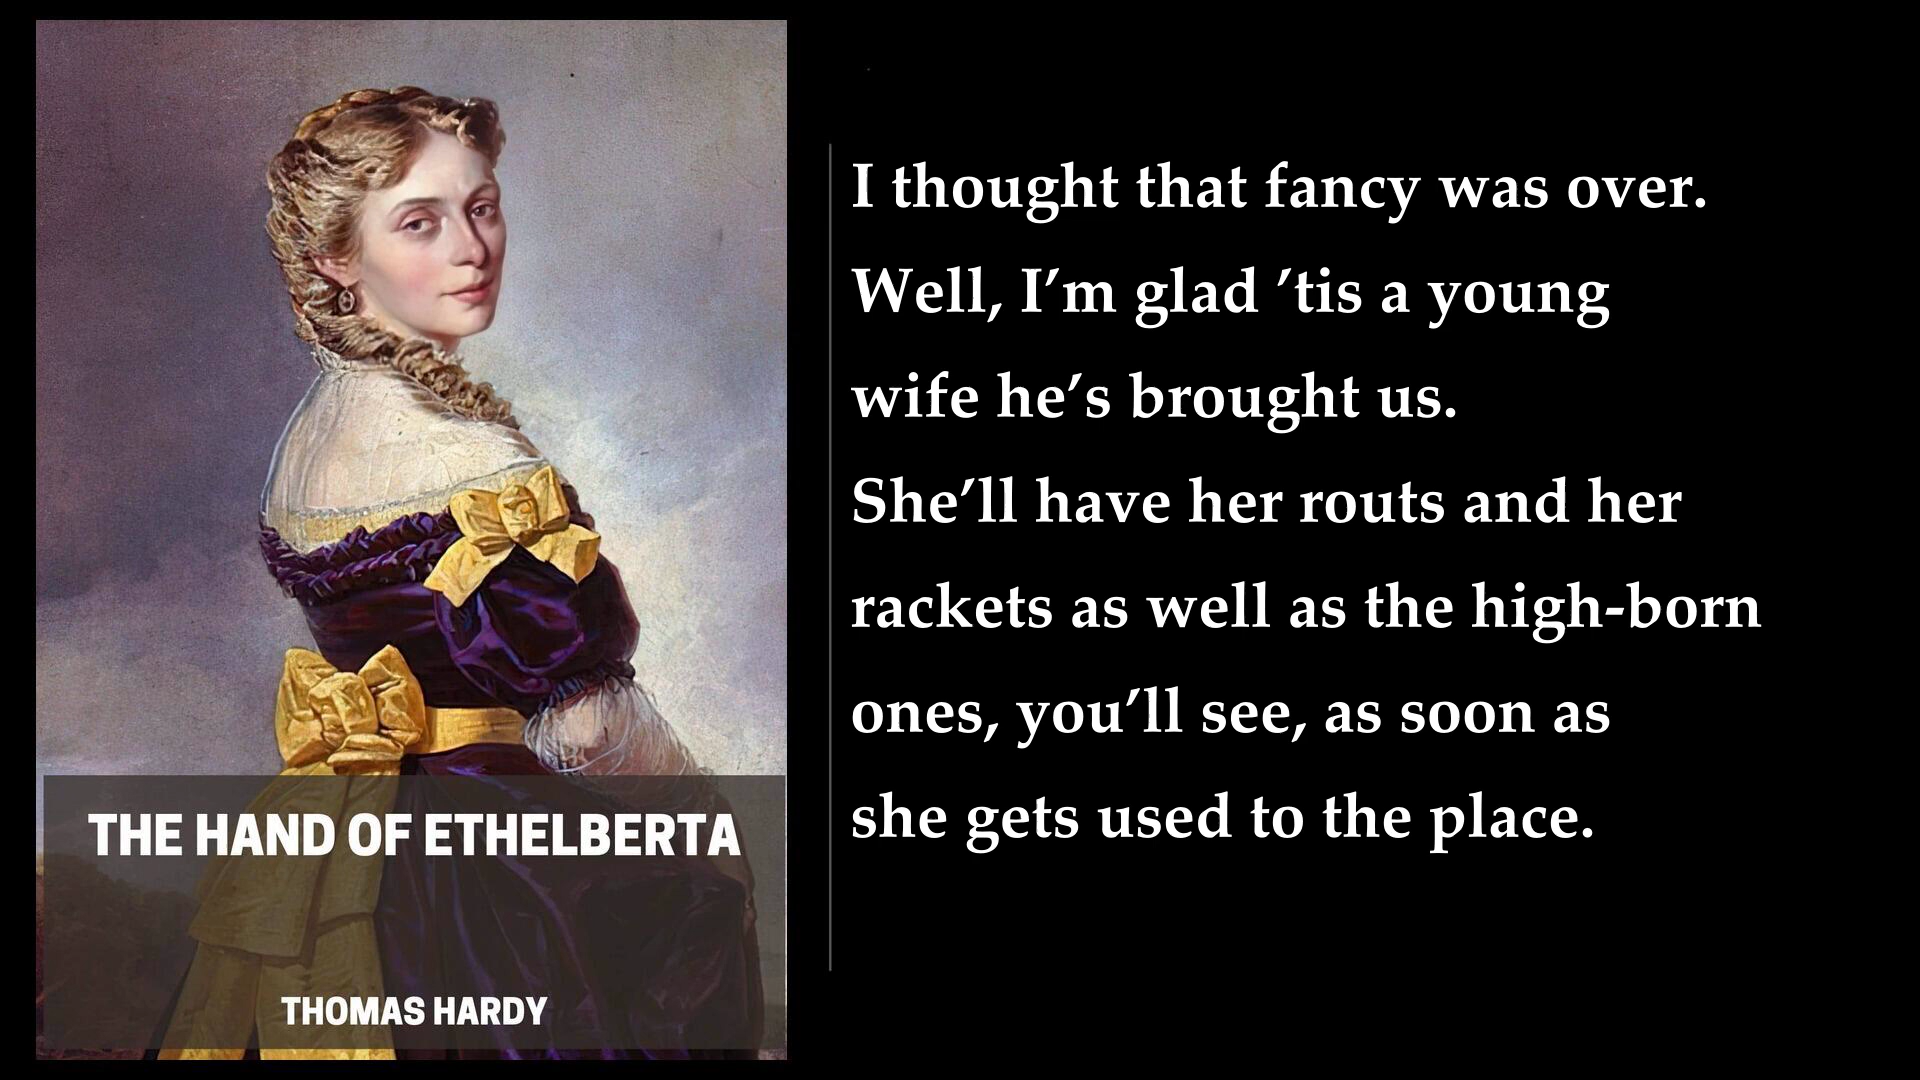 THE HAND OF ETHELBERTA
THOMAS HARDY
I thought that fancy was over.
Well, I’m glad ’tis a young
wife he’s brought us.
She’ll have her routs and her
rackets as well as the high-born
ones, you’ll see, as soon as
she gets used to the place.